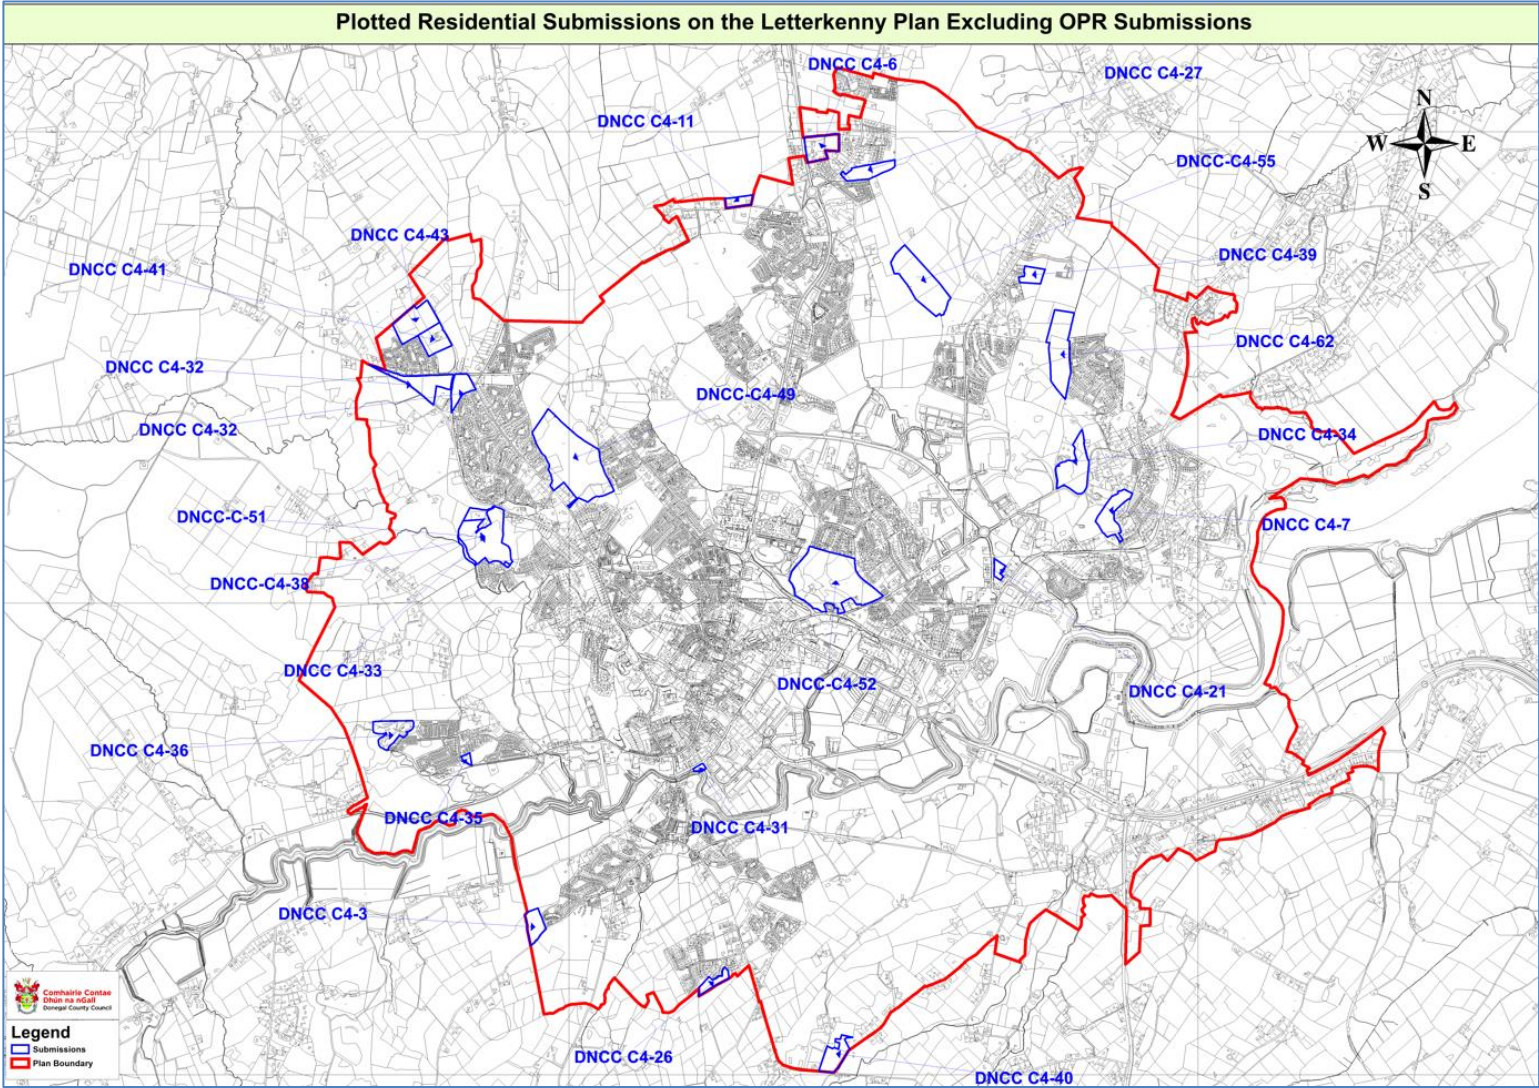 Plotted Residential Submissions on the Letterkenny Plan Excluding OPR Submissions
DNCC C4-6
DNCC C4-27
DNCC C4-11
N
W E
S
DNCC-C4-55
DNCC C4-43
DNCC C4-39
DNCC C4-41
DNCC C4-62
DNCC C4-32
DNCC-C4-49
DNCC C4-32
DNCC C4-34
DNCC-C-51
DNCC C4-7
DNCC-C4-38
DNCC C4-33
DNCC-C4-52
DNCC C4-21
DNCC C4-36
DNCC C4-35
DNCC C4-31
DNCC C4-3
DNCC C4-26
DNCC C4-40
Comhairle Contae
Dhún na nGall
Donegal County Council
Legend
Submissions
Plan Boundary